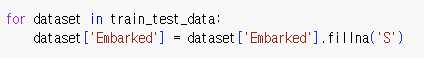 for dataset in train_test_data:
    dataset['Embarked'] = dataset['Embarked'].fillna('S')